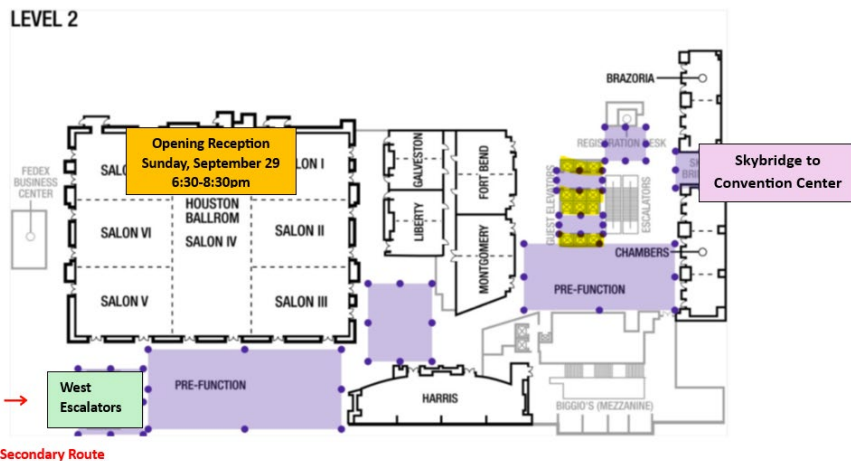 LEVEL 2
BRAZORIA
REGISTRATION DESK
Opening Reception
Sunday, September 29
6:30-8:30pm
FEDEX
BUSINESS
CENTER
HOUSTON
BALLROM
SALON VI
SALON IV
SALON II
SALON V
SALON III
GALVESTON
LIBERTY
FORT BEND
MONTGOMERY
GUEST ELEVATORS
ESCALATORS
Skybridge to
Convention Center
CHAMBERS
PRE-FUNCTION
PRE-FUNCTION
West
Escalators
HARRIS
BIGGIO'S (MEZZANINE)
Secondary Route